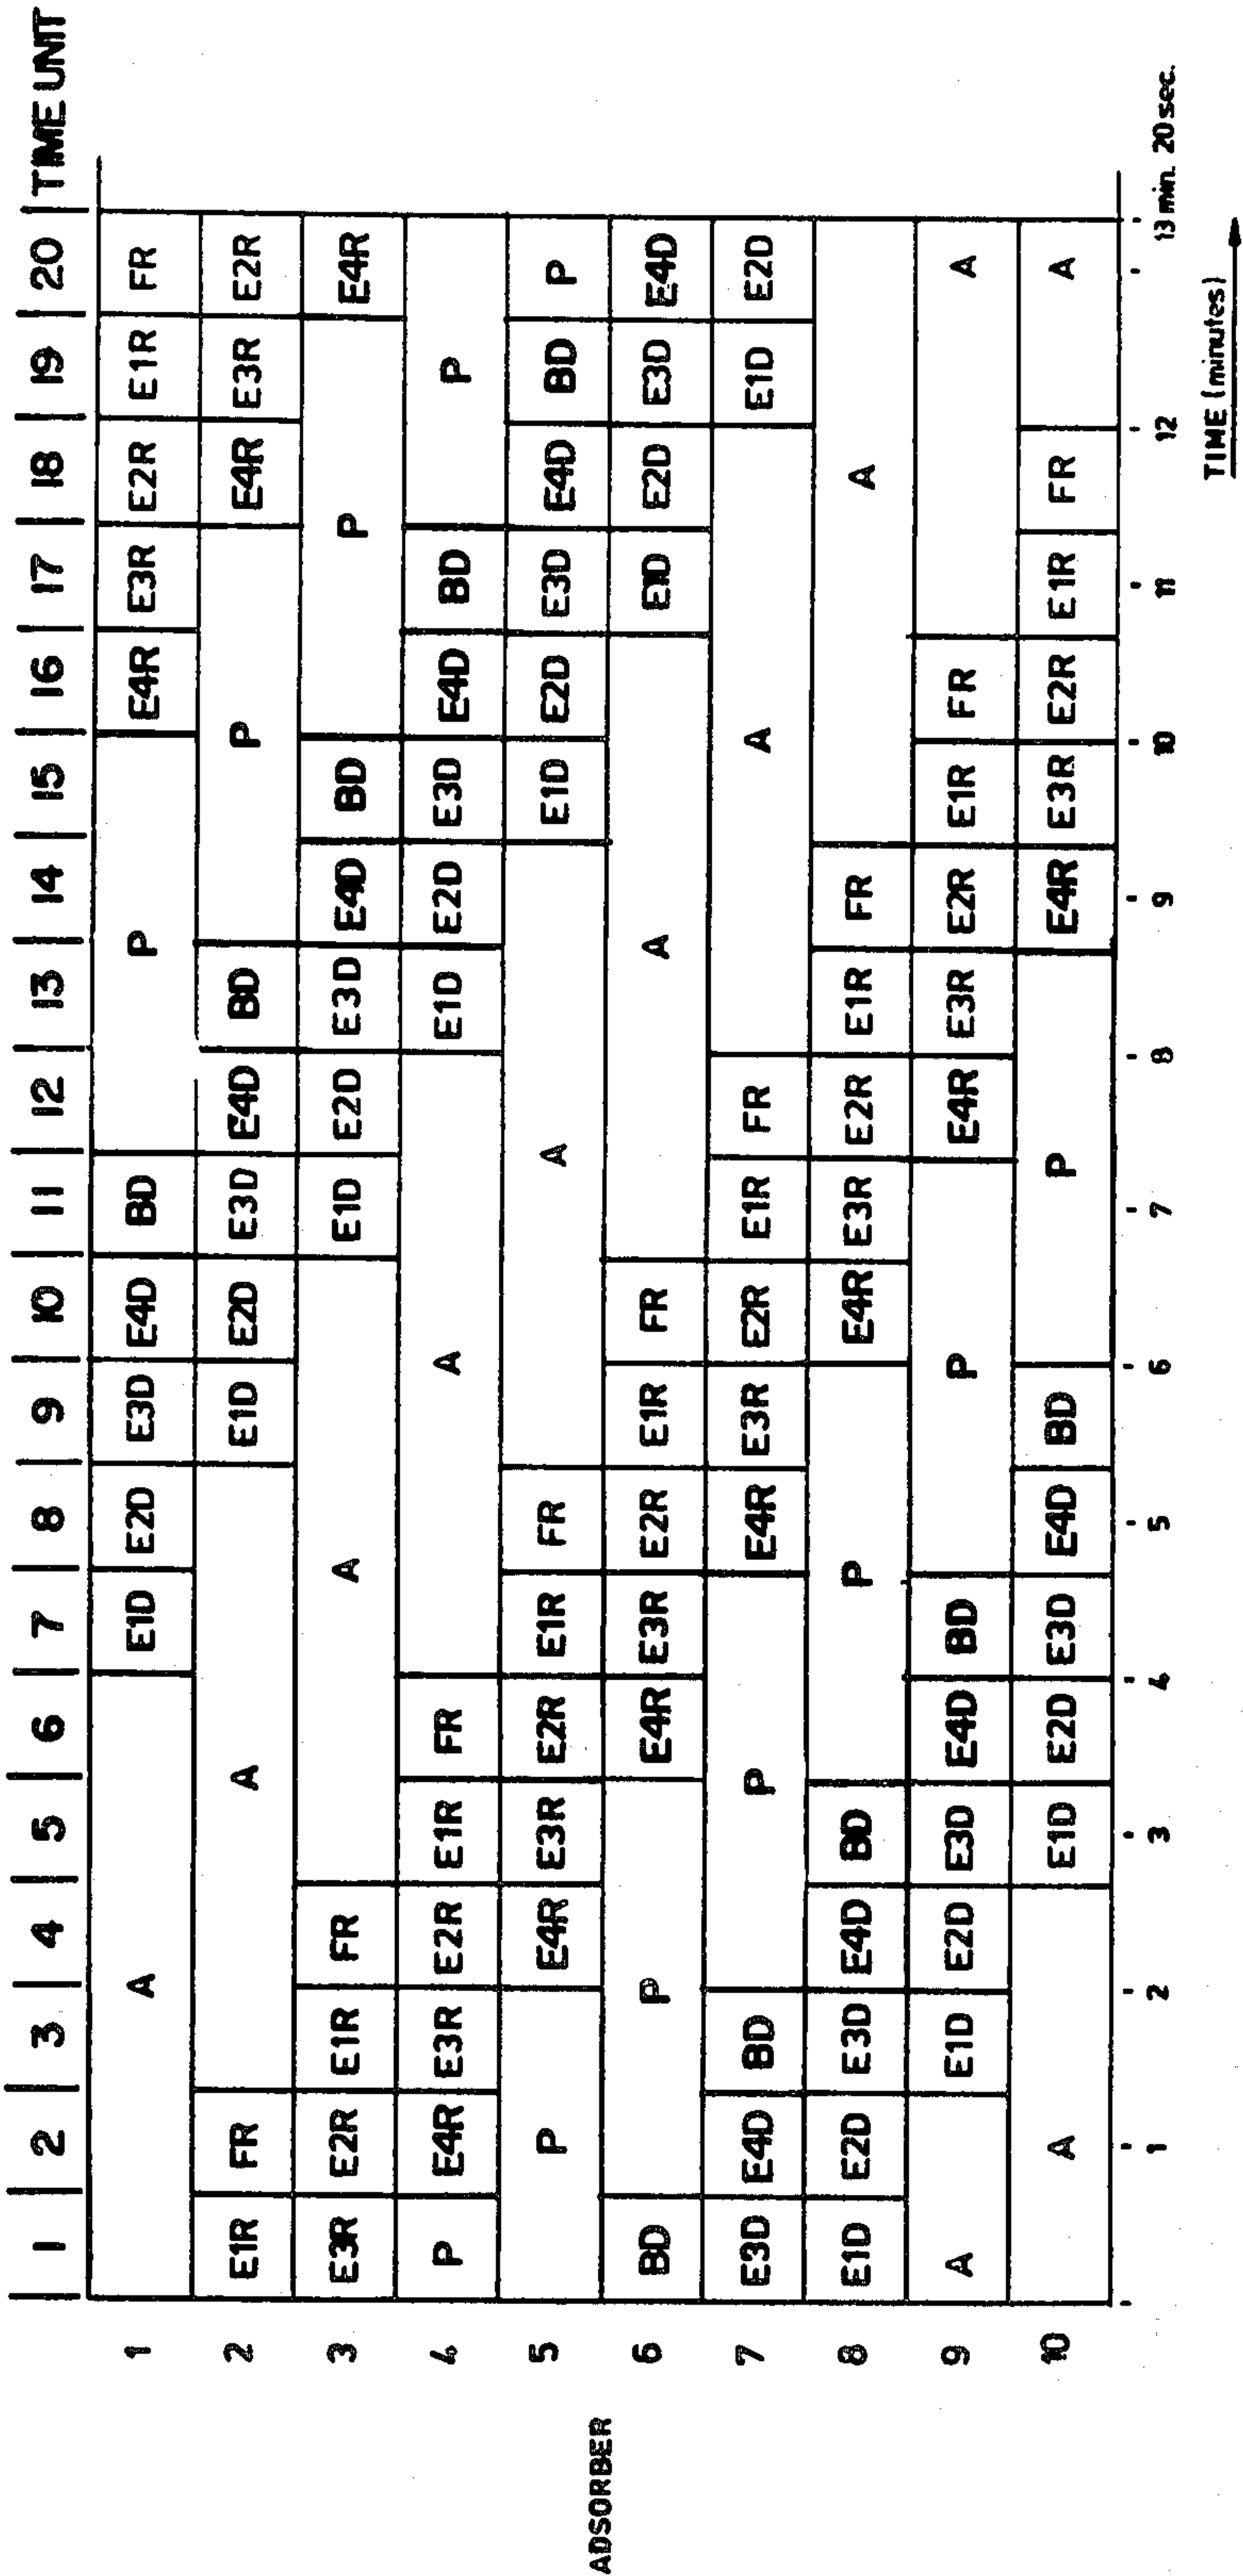 1 2 3 4 5 6 7 8 9 10 11 12 13 14 15 16 17 18 19 20 TIME UNIT
1 A E1D E2D E3D E4D BD P E4R E3R E2R E1R FR
2 E1R FR A E1D E2D E3D E4D BD P E4R E3R E2R
3 E3R E2R E1R FR A E1D E2D E3D E4D BD P E4R
4 P E4R E3R E2R E1R FR A E1D E2D E3D E4D BD P
5 P E4R E3R E2R E1R FR A E1D E2D E3D E4D BD P
ADSORBER
6 BD P E4R E3R E2R E1R FR A E1D E2D E3D E4D
7 E3D E4D BD P E4R E3R E2R E1R FR A E1D E2D
8 E1D E2D E3D E4D BD P E4R E3R E2R E1R FR A
9 A E1D E2D E3D E4D BD P E4R E3R E2R E1R FR A
10 A E1D E2D E3D E4D BD P E4R E3R E2R E1R FR A
1 2 3 4 5 6 7 8 9 10 11 12 13 min. 20 sec.
TIME (minutes)